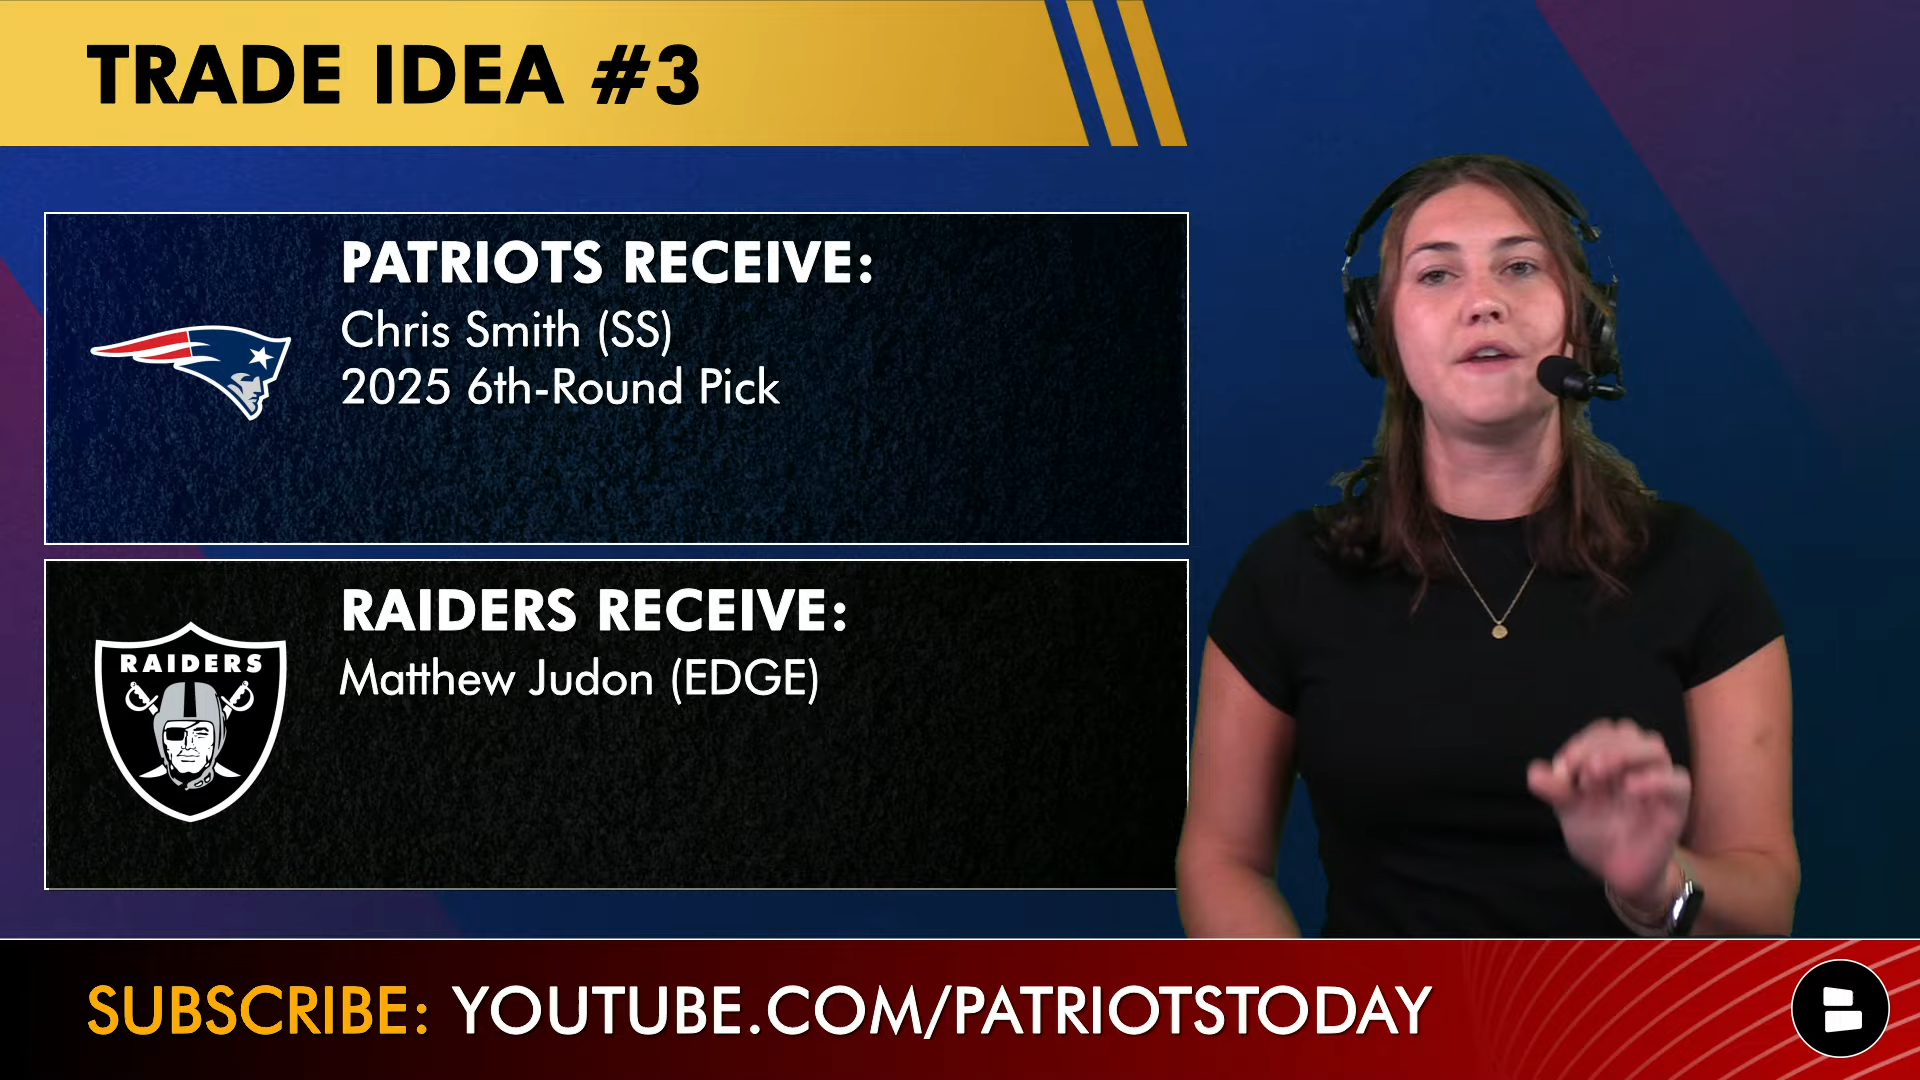 TRADE IDEA #3
PATRIOTS RECEIVE:
Chris Smith (SS)
2025 6th-Round Pick
RAIDERS RECEIVE:
RAIDERS
Matthew Judon (EDGE)
SUBSCRIBE: YOUTUBE.COM/PATRIOTSTODAY